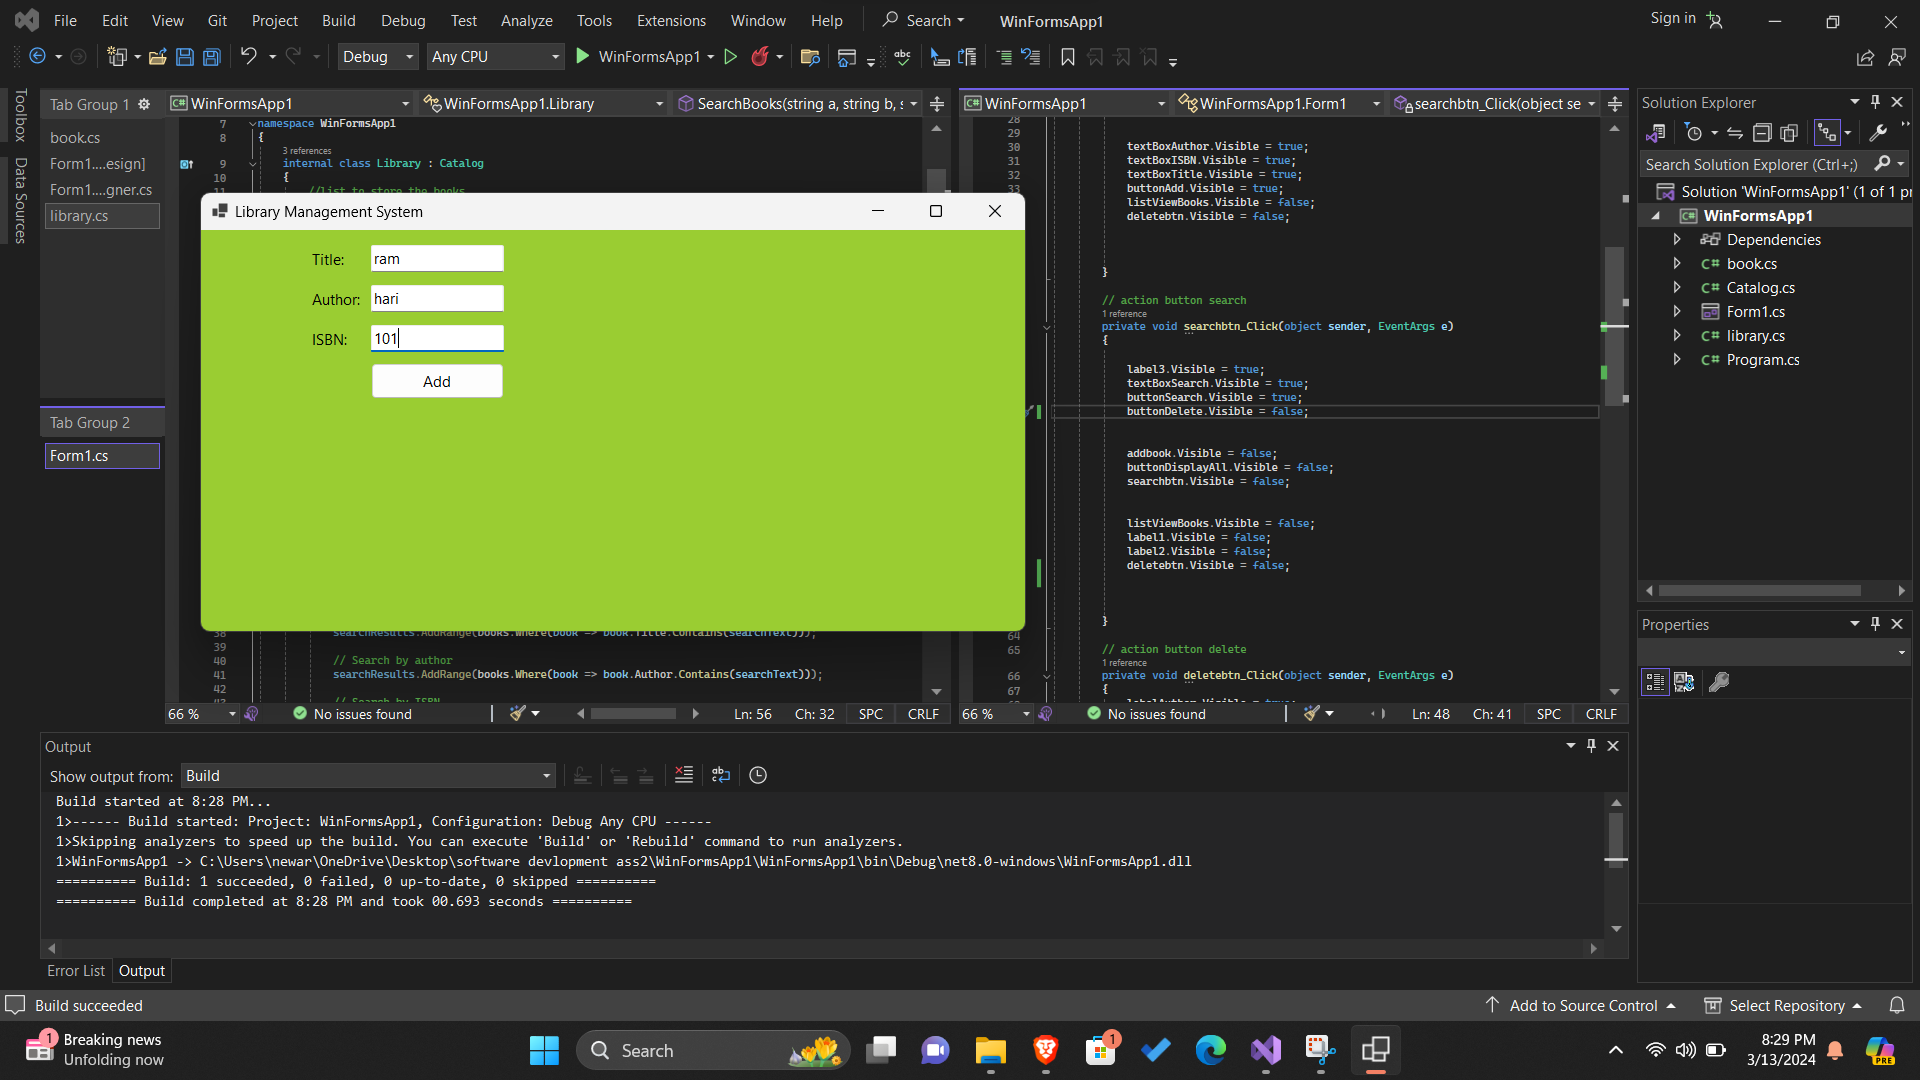 File Edit View Git Project Build Debug Test Analyze Tools Extensions Window Help Search WinFormsApp1 Sign in
Debug Any CPU WinFormsApp1
Toolbox
Data Sources
Tab Group 1
book.cs
Form1....esign]
Form1....gner.cs
library.cs
Tab Group 2
Form1.cs
WinFormsApp1 WinFormsApp1.Library SearchBooks(string a, string b, s
7 namespace WinFormsApp1
8 {
3 references
9 internal class Library : Catalog
10 {
11 //list to store the books
Library Management System
Title: ram
Author: hari
ISBN: 101
Add
38 searchResults.AddRange(books.Where(book => book.Title.Contains(searchText)));
39
40 // Search by author
41 searchResults.AddRange(books.Where(book => book.Author.Contains(searchText)));
42
// Search by ISBN
66 % No issues found Ln: 56 Ch: 32 SPC CRLF
WinFormsApp1 WinFormsApp1.Form1 searchbtn_Click(object se
28
29
30 textBoxAuthor.Visible = true;
31 textBoxISBN.Visible = true;
32 textBoxTitle.Visible = true;
33 buttonAdd.Visible = true;
listViewBooks.Visible = false;
deletebtn.Visible = false;
}
// action button search
1 reference
private void searchbtn_Click(object sender, EventArgs e)
{
label3.Visible = true;
textBoxSearch.Visible = true;
buttonSearch.Visible = true;
buttonDelete.Visible = false;
addbook.Visible = false;
buttonDisplayAll.Visible = false;
searchbtn.Visible = false;
listViewBooks.Visible = false;
label1.Visible = false;
label2.Visible = false;
deletebtn.Visible = false;
}
64
65 // action button delete
1 reference
66 private void deletebtn_Click(object sender, EventArgs e)
67 {
labelAuthor.Visible = true;
66 % No issues found Ln: 48 Ch: 41 SPC CRLF
Solution Explorer
Search Solution Explorer (Ctrl+;)
Solution 'WinFormsApp1' (1 of 1 pr
WinFormsApp1
Dependencies
C# book.cs
C# Catalog.cs
Form1.cs
C# library.cs
C# Program.cs
Properties
Output
Show output from: Build
Build started at 8:28 PM...
1>------ Build started: Project: WinFormsApp1, Configuration: Debug Any CPU ------
1>Skipping analyzers to speed up the build. You can execute 'Build' or 'Rebuild' command to run analyzers.
1>WinFormsApp1 -> C:\Users\newar\OneDrive\Desktop\software devlopment ass2\WinFormsApp1\WinFormsApp1\bin\Debug\net8.0-windows\WinFormsApp1.dll
========== Build: 1 succeeded, 0 failed, 0 up-to-date, 0 skipped ==========
========== Build completed at 8:28 PM and took 00.693 seconds ==========
Error List Output
Build succeeded Add to Source Control Select Repository
1 Breaking news
Unfolding now
Search
1
8:29 PM
3/13/2024
PRE